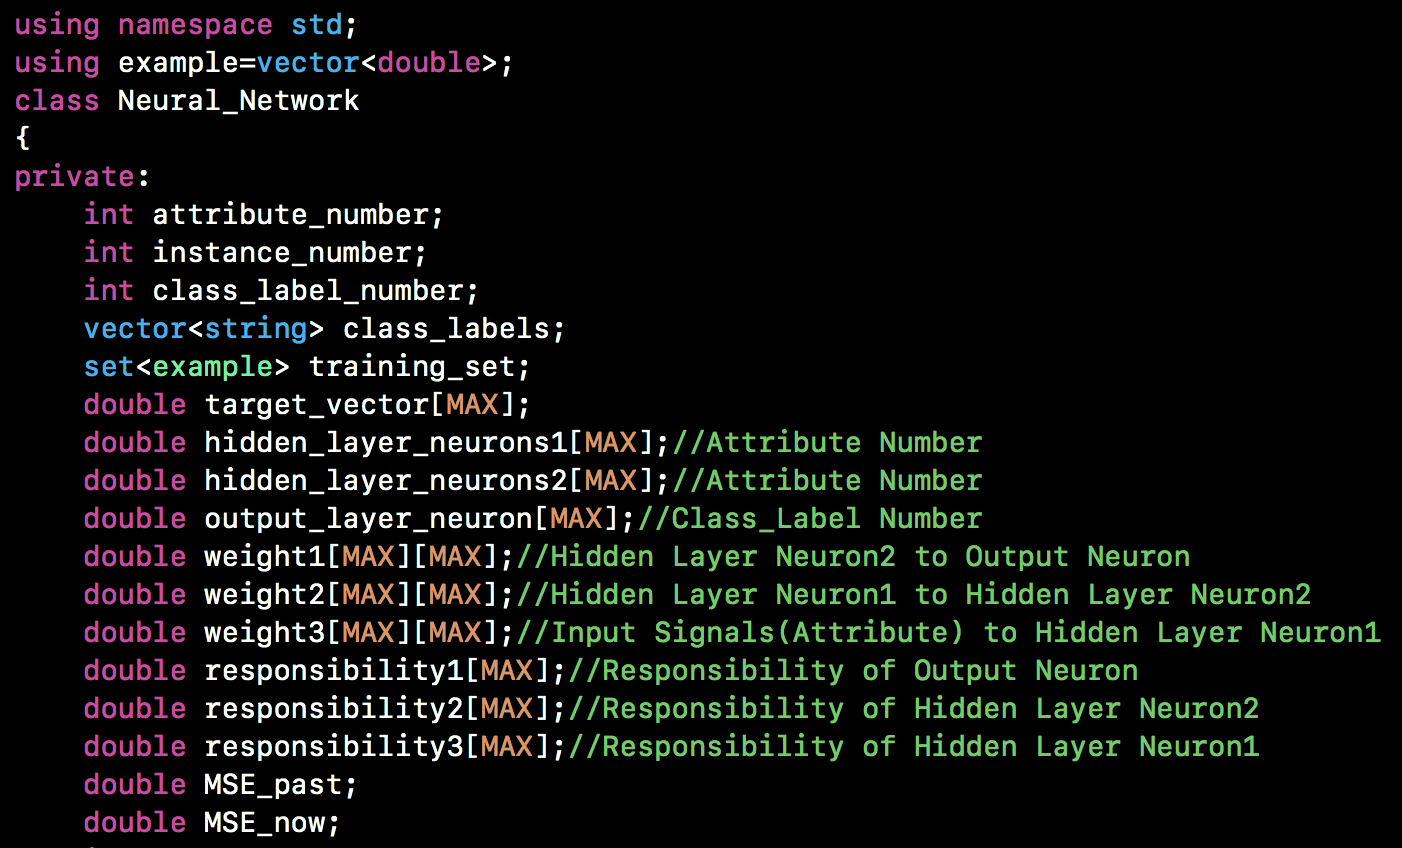 using namespace std;
using example=vector<double>;
class Neural_Network
{
private:
    int attribute_number;
    int instance_number;
    int class_label_number;
    vector<string> class_labels;
    set<example> training_set;
    double target_vector[MAX];
    double hidden_layer_neurons1[MAX];//Attribute Number
    double hidden_layer_neurons2[MAX];//Attribute Number
    double output_layer_neuron[MAX];//Class_Label Number
    double weight1[MAX][MAX];//Hidden Layer Neuron2 to Output Neuron
    double weight2[MAX][MAX];//Hidden Layer Neuron1 to Hidden Layer Neuron2
    double weight3[MAX][MAX];//Input Signals(Attribute) to Hidden Layer Neuron1
    double responsibility1[MAX];//Responsibility of Output Neuron
    double responsibility2[MAX];//Responsibility of Hidden Layer Neuron2
    double responsibility3[MAX];//Responsibility of Hidden Layer Neuron1
    double MSE_past;
    double MSE_now;